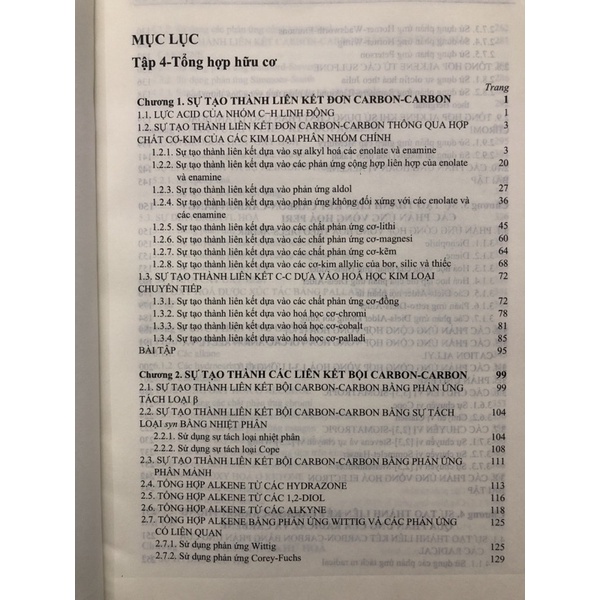 MỤC LỤC
Tập 4-Tổng hợp hữu cơ
Trang
Chương 1. SỰ TẠO THÀNH LIÊN KẾT ĐƠN CARBON-CARBON 1
1.1. LỰC ACID CỦA NHÓM C−H LINH ĐỘNG 1
1.2. SỰ TẠO THÀNH LIÊN KẾT ĐƠN CARBON-CARBON THÔNG QUA HỢP 3
CHẤT CƠ-KIM CỦA CÁC KIM LOẠI PHÂN NHÓM CHÍNH
1.2.1. Sự tạo thành liên kết dựa vào sự alkyl hoá các enolate và enamine 3
1.2.2. Sự tạo thành liên kết dựa vào các phản ứng cộng hợp liên hợp của enolate 20
và enamine
1.2.3. Sự tạo thành liên kết dựa vào phản ứng aldol 27
1.2.4. Sự tạo thành liên kết dựa vào phản ứng không đối xứng với các enolate và 36
các enamine
1.2.5. Sự tạo thành liên kết dựa vào các chất phản ứng cơ-lithi 45
1.2.6. Sự tạo thành liên kết dựa vào các chất phản ứng cơ-magnesi 60
1.2.7. Sự tạo thành liên kết dựa vào các chất phản ứng cơ-kẽm 64
1.2.8. Sự tạo thành liên kết dựa vào các cơ-kim allylic của bor, silic và thiếc 68
1.3. SỰ TẠO THÀNH LIÊN KẾT C-C DỰA VÀO HOÁ HỌC KIM LOẠI 72
CHUYỂN TIẾP
1.3.1. Sự tạo thành liên kết dựa vào các chất phản ứng cơ-đồng 72
1.3.2. Sự tạo thành liên kết dựa vào hoá học cơ-chromi 78
1.3.3. Sự tạo thành liên kết dựa vào hoá học cơ-cobalt 81
1.3.4. Sự tạo thành liên kết dựa vào hoá học cơ-palladi 85
BÀI TẬP 95
Chương 2. SỰ TẠO THÀNH CÁC LIÊN KẾT BỘI CARBON-CARBON 99
2.1. SỰ TẠO THÀNH LIÊN KẾT BỘI CARBON-CARBON BẰNG PHẢN ỨNG 99
TÁCH LOẠI β
2.2. SỰ TẠO THÀNH LIÊN KẾT BỘI CARBON-CARBON BẰNG SỰ TÁCH 104
LOẠI syn BẰNG NHIỆT PHÂN
2.2.1. Sử dụng sự tách loại nhiệt phân 104
2.2.2. Sử dụng sự tách loại Cope 108
2.3. SỰ TẠO THÀNH LIÊN KẾT BỘI CARBON-CARBON BẰNG PHẢN ỨNG 111
PHÂN MẢNH
2.4. TỔNG HỢP ALKENE TỪ CÁC HYDRAZONE 113
2.5. TỔNG HỢP ALKENE TỪ CÁC 1,2-DIOL 116
2.6. TỔNG HỢP ALKENE TỪ CÁC ALKYNE 118
2.7. TỔNG HỢP ALKENE BẰNG PHẢN ỨNG WITTIG VÀ CÁC PHẢN ỨNG 125
CÓ LIÊN QUAN
2.7.1. Sử dụng phản ứng Wittig 125
2.7.2. Sử dụng phản ứng Corey-Fuchs 129